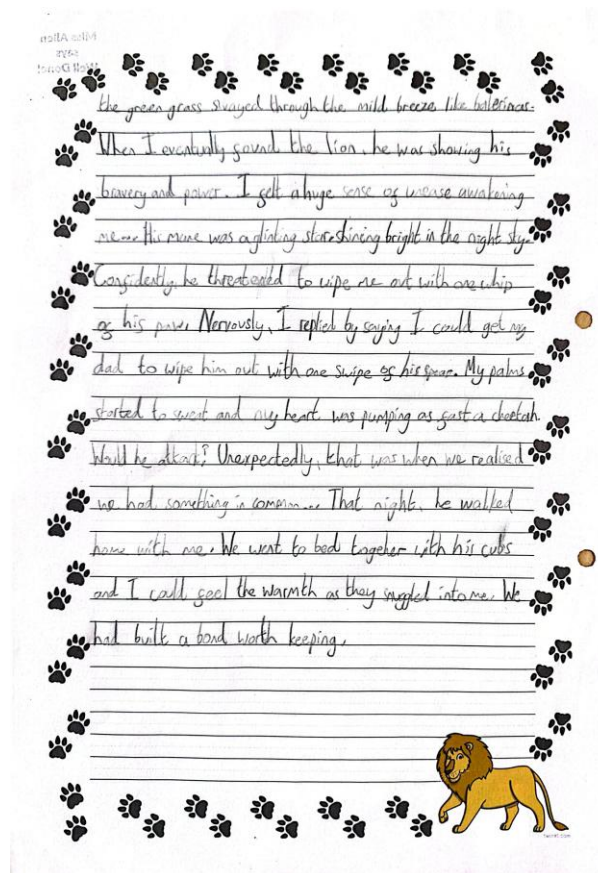 Miss Allen
says
Well Done!
the green grass swayed through the mild breeze like balerinas.
When I eventually found the lion, he was showing his
bravery and power. I felt a huge sense of unease awakening
me... His mane was a glinting star, shining bright in the night sky.
Confidently, he threatened to wipe me out with one whip
of his paw. Nervously, I replied by saying I could get my
dad to wipe him out with one swipe of his spear. My palms
started to sweat and my heart was pumping as fast a cheetah.
Would he attack? Unexpectedly, that was when we realised
we had something in common... That night, he walked
home with me. We went to bed together with his cubs
and I could feel the warmth as they snuggled into me. We
had built a bond worth keeping.